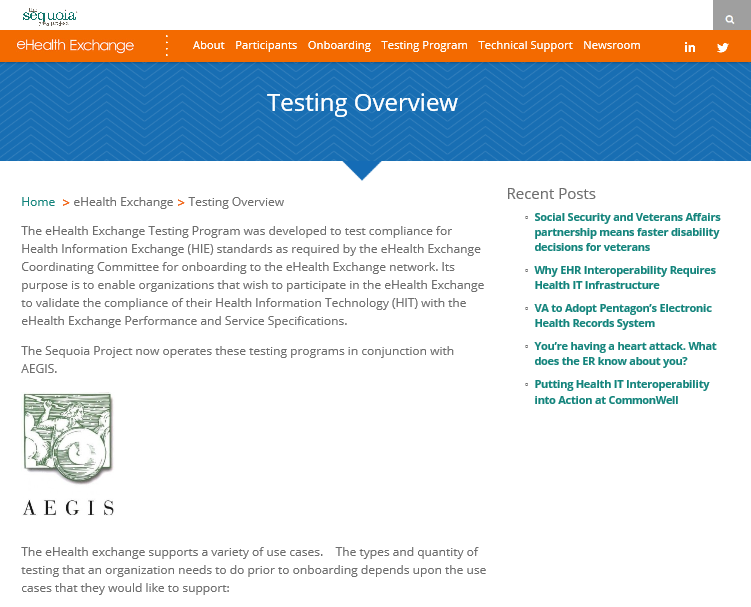 the
sequoia
project
eHealth Exchange
About Participants Onboarding Testing Program Technical Support Newsroom
in
Testing Overview
Home > eHealth Exchange > Testing Overview
The eHealth Exchange Testing Program was developed to test compliance for
Health Information Exchange (HIE) standards as required by the eHealth Exchange
Coordinating Committee for onboarding to the eHealth Exchange network. Its
purpose is to enable organizations that wish to participate in the eHealth Exchange
to validate the compliance of their Health Information Technology (HIT) with the
eHealth Exchange Performance and Service Specifications.
The Sequoia Project now operates these testing programs in conjunction with
AEGIS.
AEGIS
The eHealth exchange supports a variety of use cases. The types and quantity of
testing that an organization needs to do prior to onboarding depends upon the use
cases that they would like to support:
Recent Posts
Social Security and Veterans Affairs
partnership means faster disability
decisions for veterans
Why EHR Interoperability Requires
Health IT Infrastructure
VA to Adopt Pentagon's Electronic
Health Records System
You're having a heart attack. What
does the ER know about you?
Putting Health IT Interoperability
into Action at CommonWell